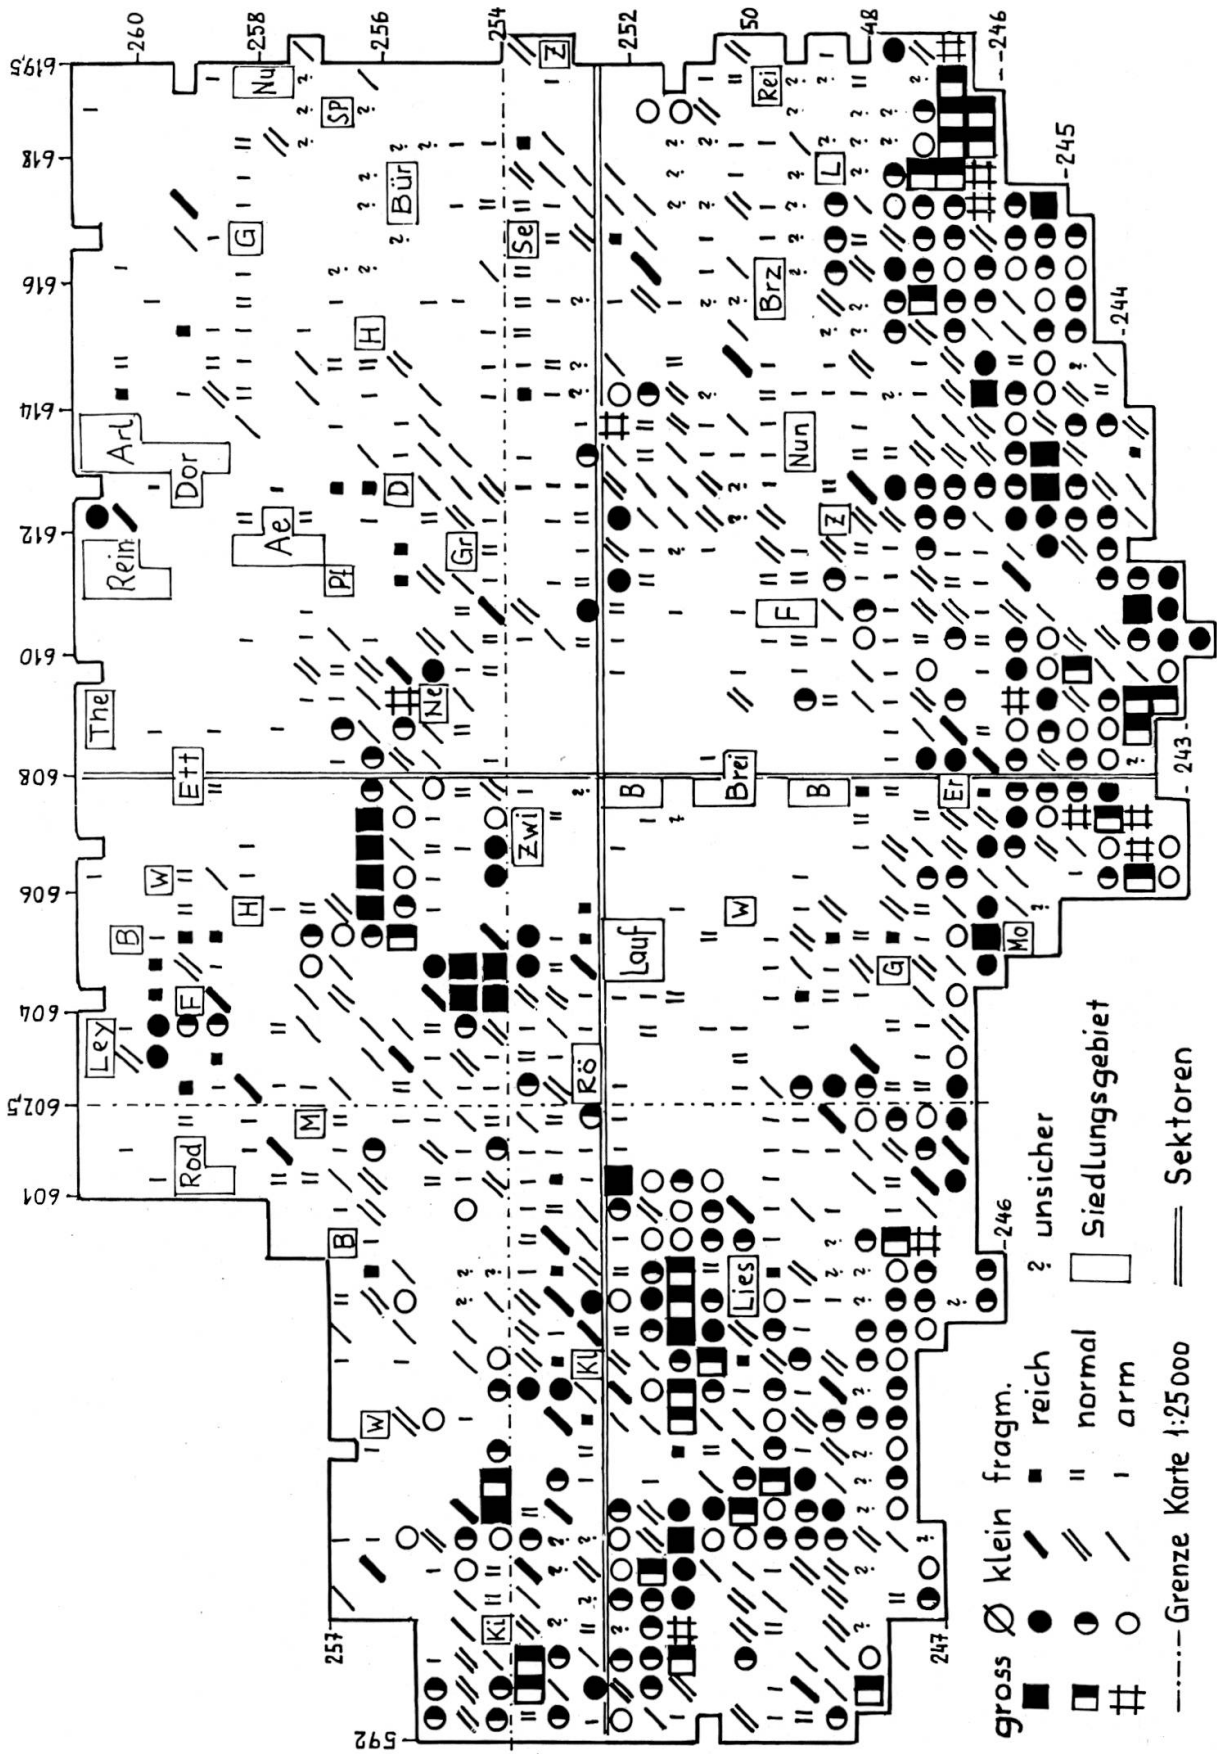 601 602,5 604 606 608 610 612 614 616 618 619,5
Ley The Rein Arl
B 260
W Rod F Ett Dor
H G 258
Ae Nu
M Pf SP
257 B
592 W H 256
D Bür
Ne Gr
Ki 254
Zwi Se Z
Kl Rö
Lauf B 252
Lies W Brei 50
F Brz Rei
Nun
B Z L
G 48
247 Er
246 Mo 246
245
244
243
gross Ø klein fragm.
reich ? unsicher
normal Siedlungsgebiet
arm
Grenze Karte 1:25000 Sektoren